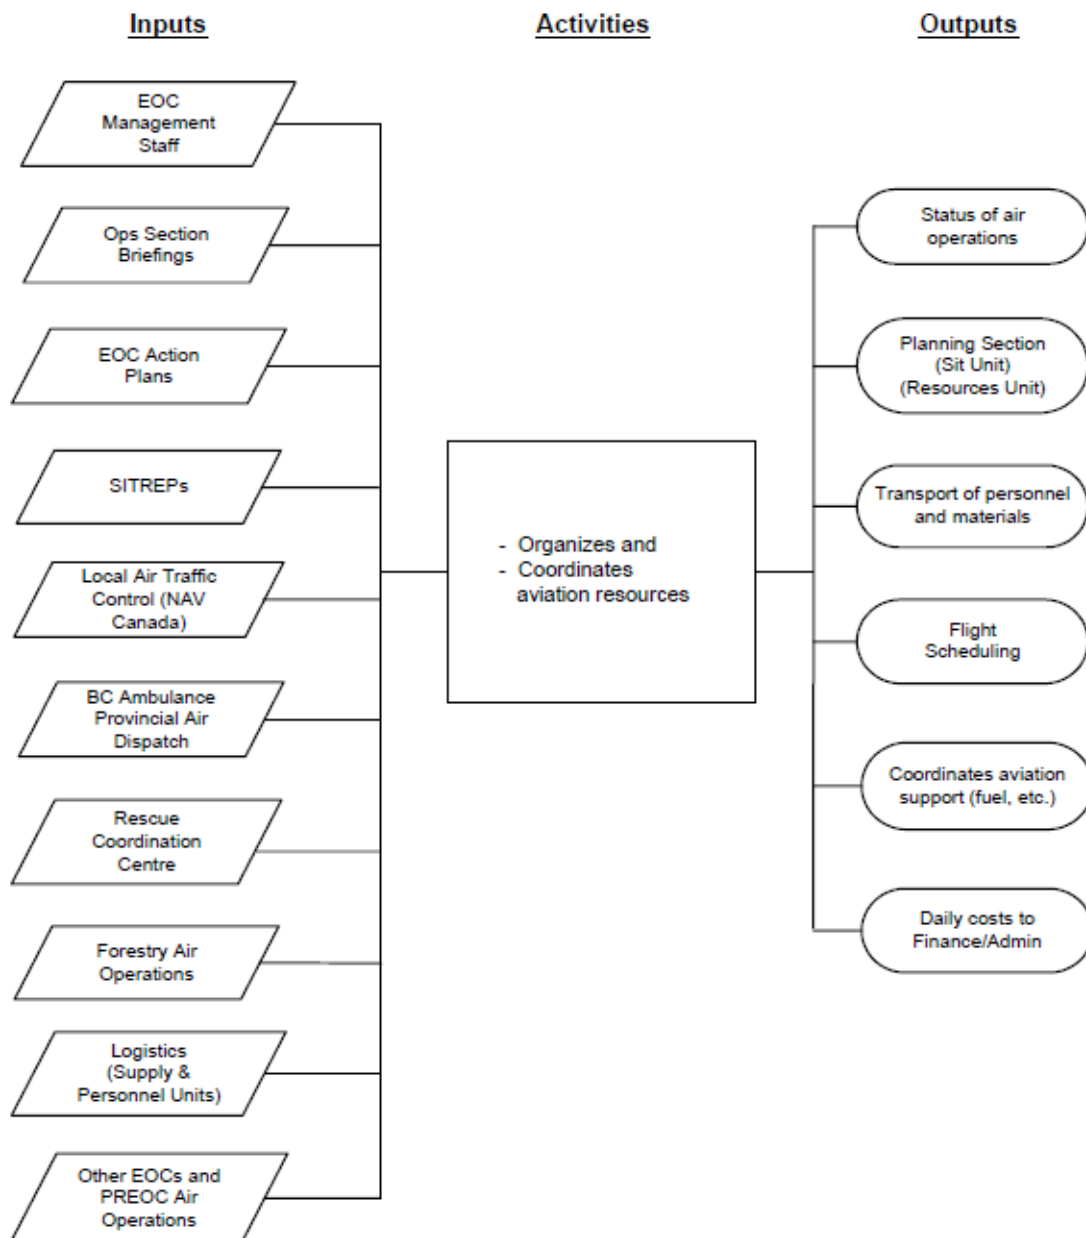 Inputs
Activities
Outputs
EOC
Management
Staff
Ops Section
Briefings
EOC Action
Plans
SITREPs
Local Air Traffic
Control (NAV
Canada)
BC Ambulance
Provincial Air
Dispatch
Rescue
Coordination
Centre
Forestry Air
Operations
Logistics
(Supply &
Personnel Units)
Other EOCs and
PREOC Air
Operations
- Organizes and
- Coordinates
aviation resources
Status of air
operations
Planning Section
(Sit Unit)
(Resources Unit)
Transport of personnel
and materials
Flight
Scheduling
Coordinates aviation
support (fuel, etc.)
Daily costs to
Finance/Admin